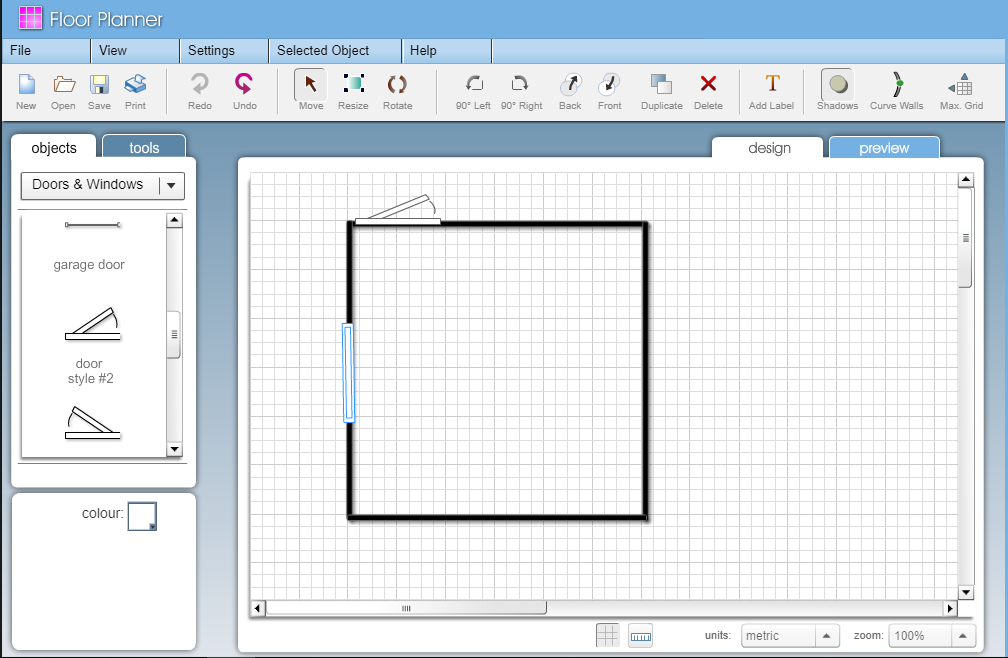 Floor Planner
File View Settings Selected Object Help
New Open Save Print Redo Undo Move Resize Rotate 90° Left 90° Right Back Front Duplicate Delete Add Label Shadows Curve Walls Max. Grid
objects tools
design preview
Doors & Windows
garage door
door
style #2
colour:
units: metric zoom: 100%